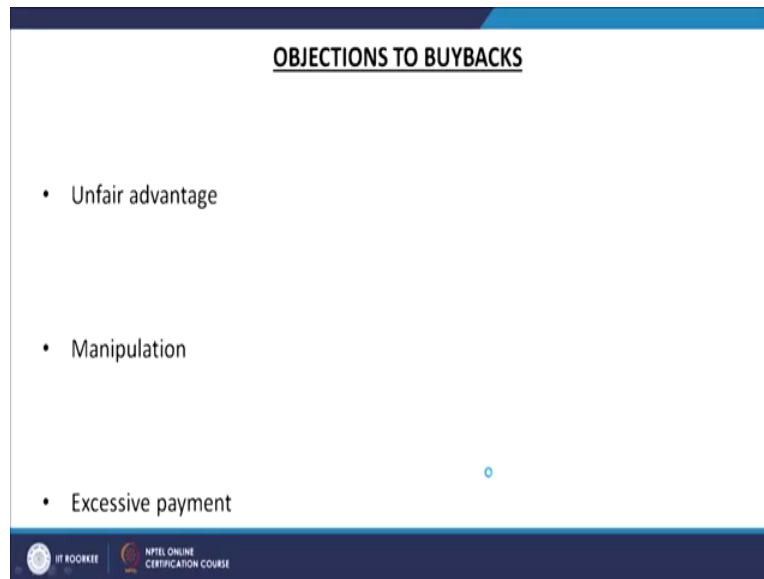 OBJECTIONS TO BUYBACKS
• Unfair advantage
• Manipulation
• Excessive payment
IIT ROORKEE
NPTEL ONLINE
CERTIFICATION COURSE